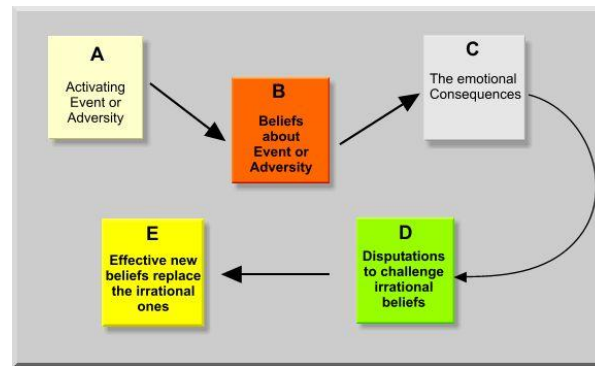 A
Activating
Event or
Adversity
B
Beliefs
about
Event or
Adversity
C
The emotional
Consequences
D
Disputations
to challenge
irrational
beliefs
E
Effective new
beliefs replace
the irrational
ones